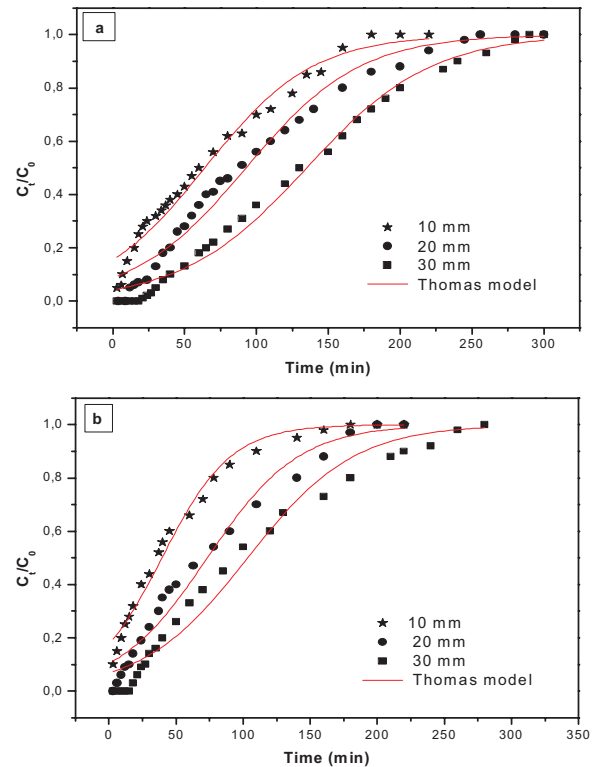 a
C_t/C_0
1,0
0,8
0,6
0,4
0,2
0,0
10 mm
20 mm
30 mm
Thomas model
0 50 100 150 200 250 300
Time (min)
b
C_t/C_0
1,0
0,8
0,6
0,4
0,2
0,0
10 mm
20 mm
30 mm
Thomas model
0 50 100 150 200 250 300 350
Time (min)